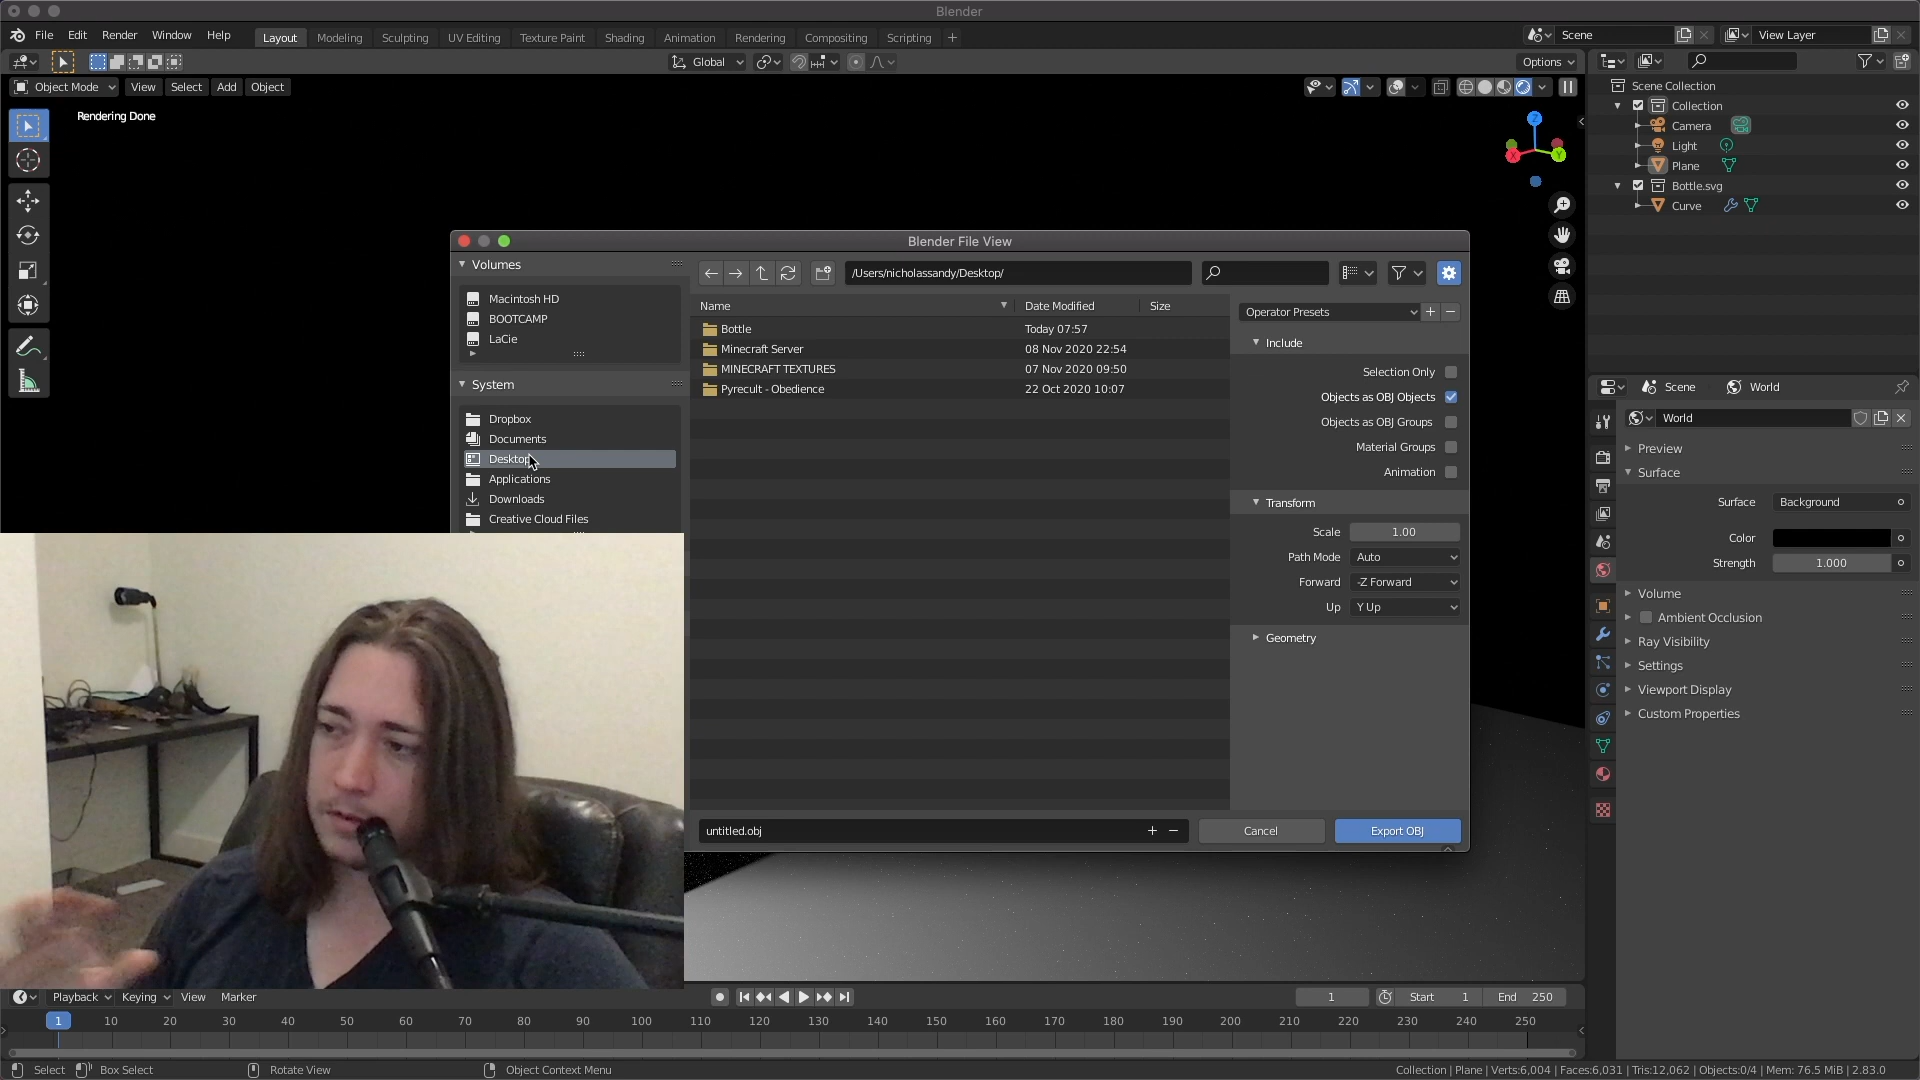 Blender
File Edit Render Window Help
Layout Modeling Sculpting UV Editing Texture Paint Shading Animation Rendering Compositing Scripting +
Scene
View Layer
Global
Options
Object Mode View Select Add Object
Rendering Done
Z
X
Y
Scene Collection
Collection
Camera
Light
Plane
Bottle.svg
Curve
Blender File View
Volumes
Macintosh HD
BOOTCAMP
LaCie
System
Dropbox
Documents
Desktop
Applications
Downloads
Creative Cloud Files
/Users/nicholassandy/Desktop/
Name Date Modified Size
Bottle Today 07:57
Minecraft Server 08 Nov 2020 22:54
MINECRAFT TEXTURES 07 Nov 2020 09:50
Pyrecult - Obedience 22 Oct 2020 10:07
Operator Presets
Include
Selection Only
Objects as OBJ Objects
Objects as OBJ Groups
Material Groups
Animation
Transform
Scale 1.00
Path Mode Auto
Forward -Z Forward
Up Y Up
Geometry
untitled.obj
Cancel
Export OBJ
Scene World
World
Preview
Surface
Surface Background
Color
Strength 1.000
Volume
Ambient Occlusion
Ray Visibility
Settings
Viewport Display
Custom Properties
Playback Keying View Marker
1
Start 1
End 250
1 10 20 30 40 50 60 70 80 90 100 110 120 130 140 150 160 170 180 190 200 210 220 230 240 250
Select Box Select Rotate View Object Context Menu
Collection | Plane | Verts:6,004 | Faces:6,031 | Tris:12,062 | Objects:0/4 | Mem: 76.5 MiB | 2.83.0